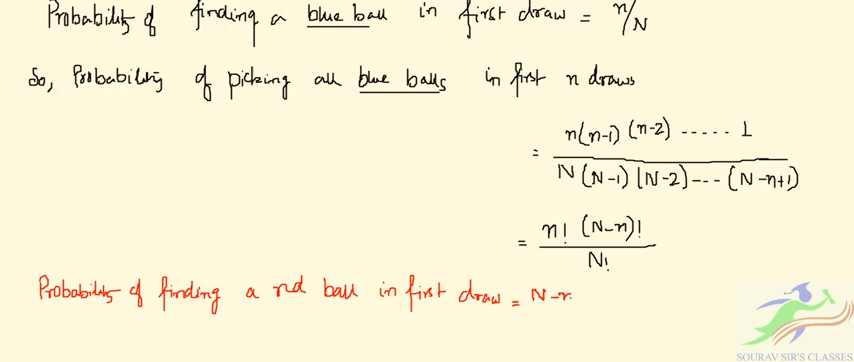 Probability of finding a blue ball in first draw = n/N
So, Probability of picking all blue balls in first n draws
= n(n-1) (n-2) ..... 1 / N (N-1) (N-2) --- (N-n+1)
= n! (N-n)! / N!
Probability of finding a red ball in first draw = N-n
SOURAV SIR'S CLASSES